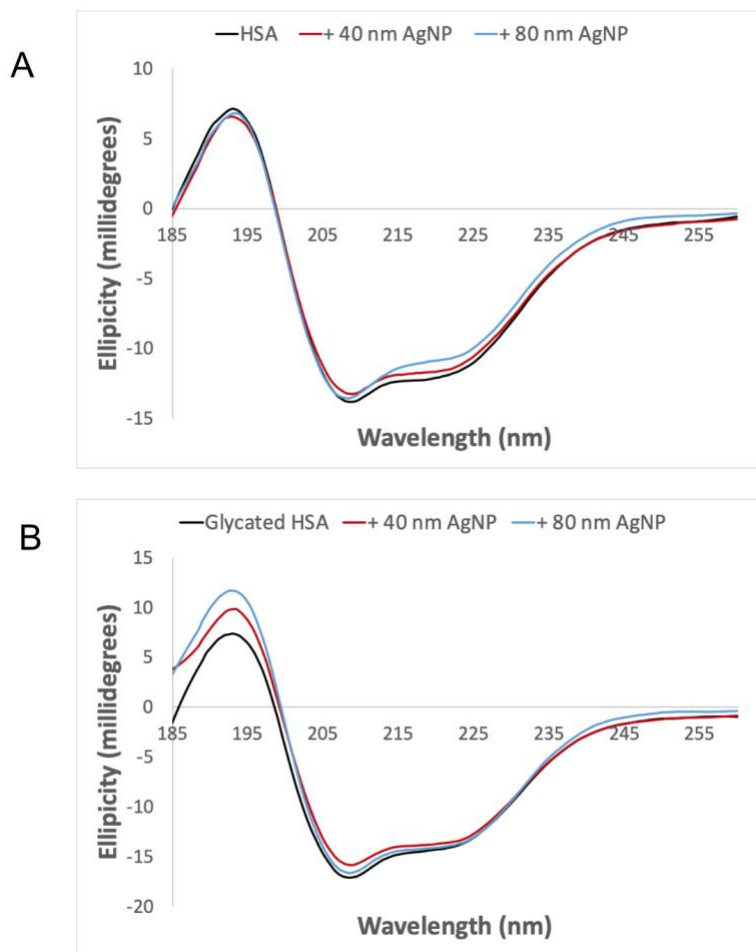 A
HSA + 40 nm AgNP + 80 nm AgNP
Ellipicity (millidegrees)
10
5
0
-5
-10
-15
185 195 205 215 225 235 245 255
Wavelength (nm)
B
Glycated HSA + 40 nm AgNP + 80 nm AgNP
Ellipicity (millidegrees)
15
10
5
0
-5
-10
-15
-20
185 195 205 215 225 235 245 255
Wavelength (nm)